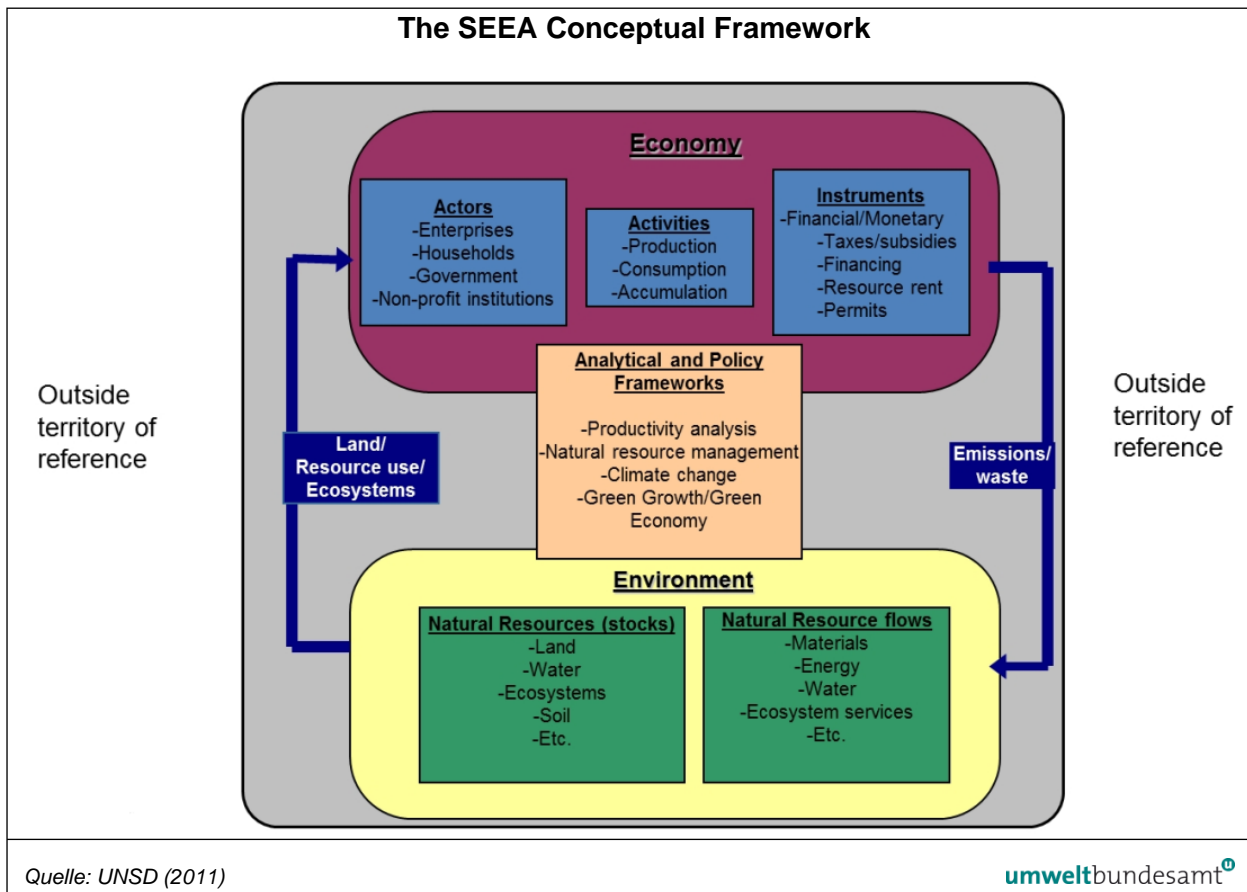 The SEEA Conceptual Framework
Economy
Actors
-Enterprises
-Households
-Government
-Non-profit institutions
Activities
-Production
-Consumption
-Accumulation
Instruments
-Financial/Monetary
-Taxes/subsidies
-Financing
-Resource rent
-Permits
Analytical and Policy
Frameworks
-Productivity analysis
-Natural resource management
-Climate change
-Green Growth/Green
Economy
Outside
territory of
reference
Land/
Resource use/
Ecosystems
Emissions/
waste
Outside
territory of
reference
Environment
Natural Resources (stocks)
-Land
-Water
-Ecosystems
-Soil
-Etc.
Natural Resource flows
-Materials
-Energy
-Water
-Ecosystem services
-Etc.
Quelle: UNSD (2011)
umweltbundesamt